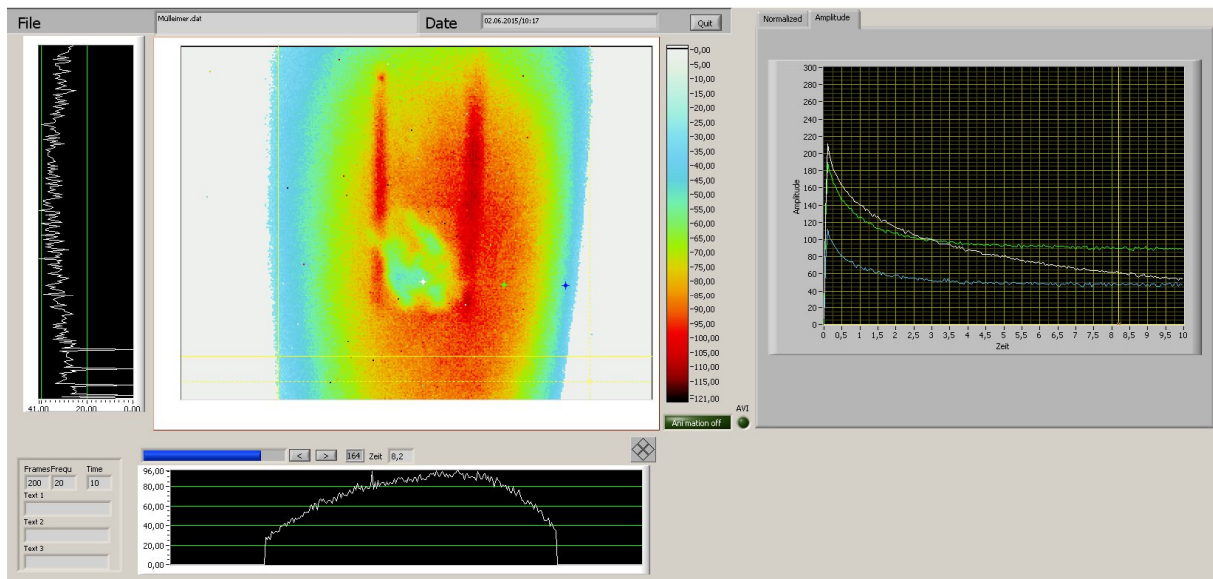 File
Mülleimer.dat
Date
02.06.2015/10:17
Quit
41,00 20,00 0,00
-0,00
-5,00
-10,00
-15,00
-20,00
-25,00
-30,00
-35,00
-40,00
-45,00
-50,00
-55,00
-60,00
-65,00
-70,00
-75,00
-80,00
-85,00
-90,00
-95,00
-100,00
-105,00
-110,00
-115,00
-121,00
Animation off
AVI
Normalized Amplitude
Amplitude
300
280
260
240
220
200
180
160
140
120
100
80
60
40
20
0
0 0,5 1 1,5 2 2,5 3 3,5 4 4,5 5 5,5 6 6,5 7 7,5 8 8,5 9 9,5 10
Zeit
< > 164 Zeit 8,2
Frames Frequ Time
200 20 10
Text 1
Text 2
Text 3
96,00
80,00
60,00
40,00
20,00
0,00